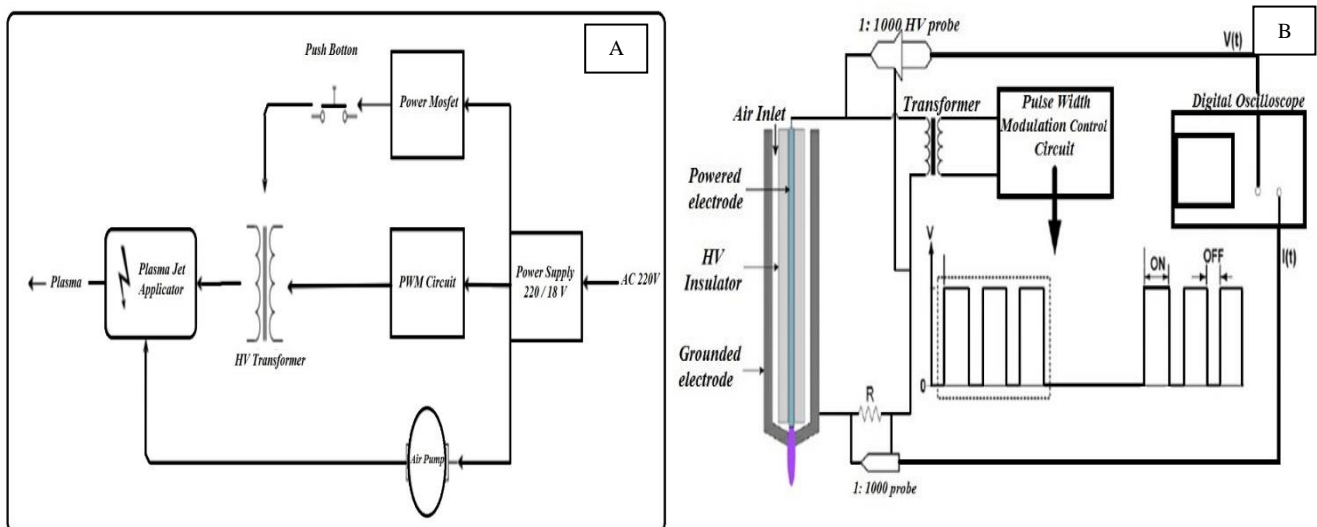 A
Push Botton
Power Mosfet
Plasma
Plasma Jet
Applicator
HV Transformer
PWM Circuit
Power Supply
220 / 18 V
AC 220V
Air Pump
B
1: 1000 HV probe
V(t)
Air Inlet
Transformer
Pulse Width
Modulation Control
Circuit
Digital Oscilloscope
Powered
electrode
HV
Insulator
Grounded
electrode
V
0
ON
OFF
I(t)
R
1: 1000 probe